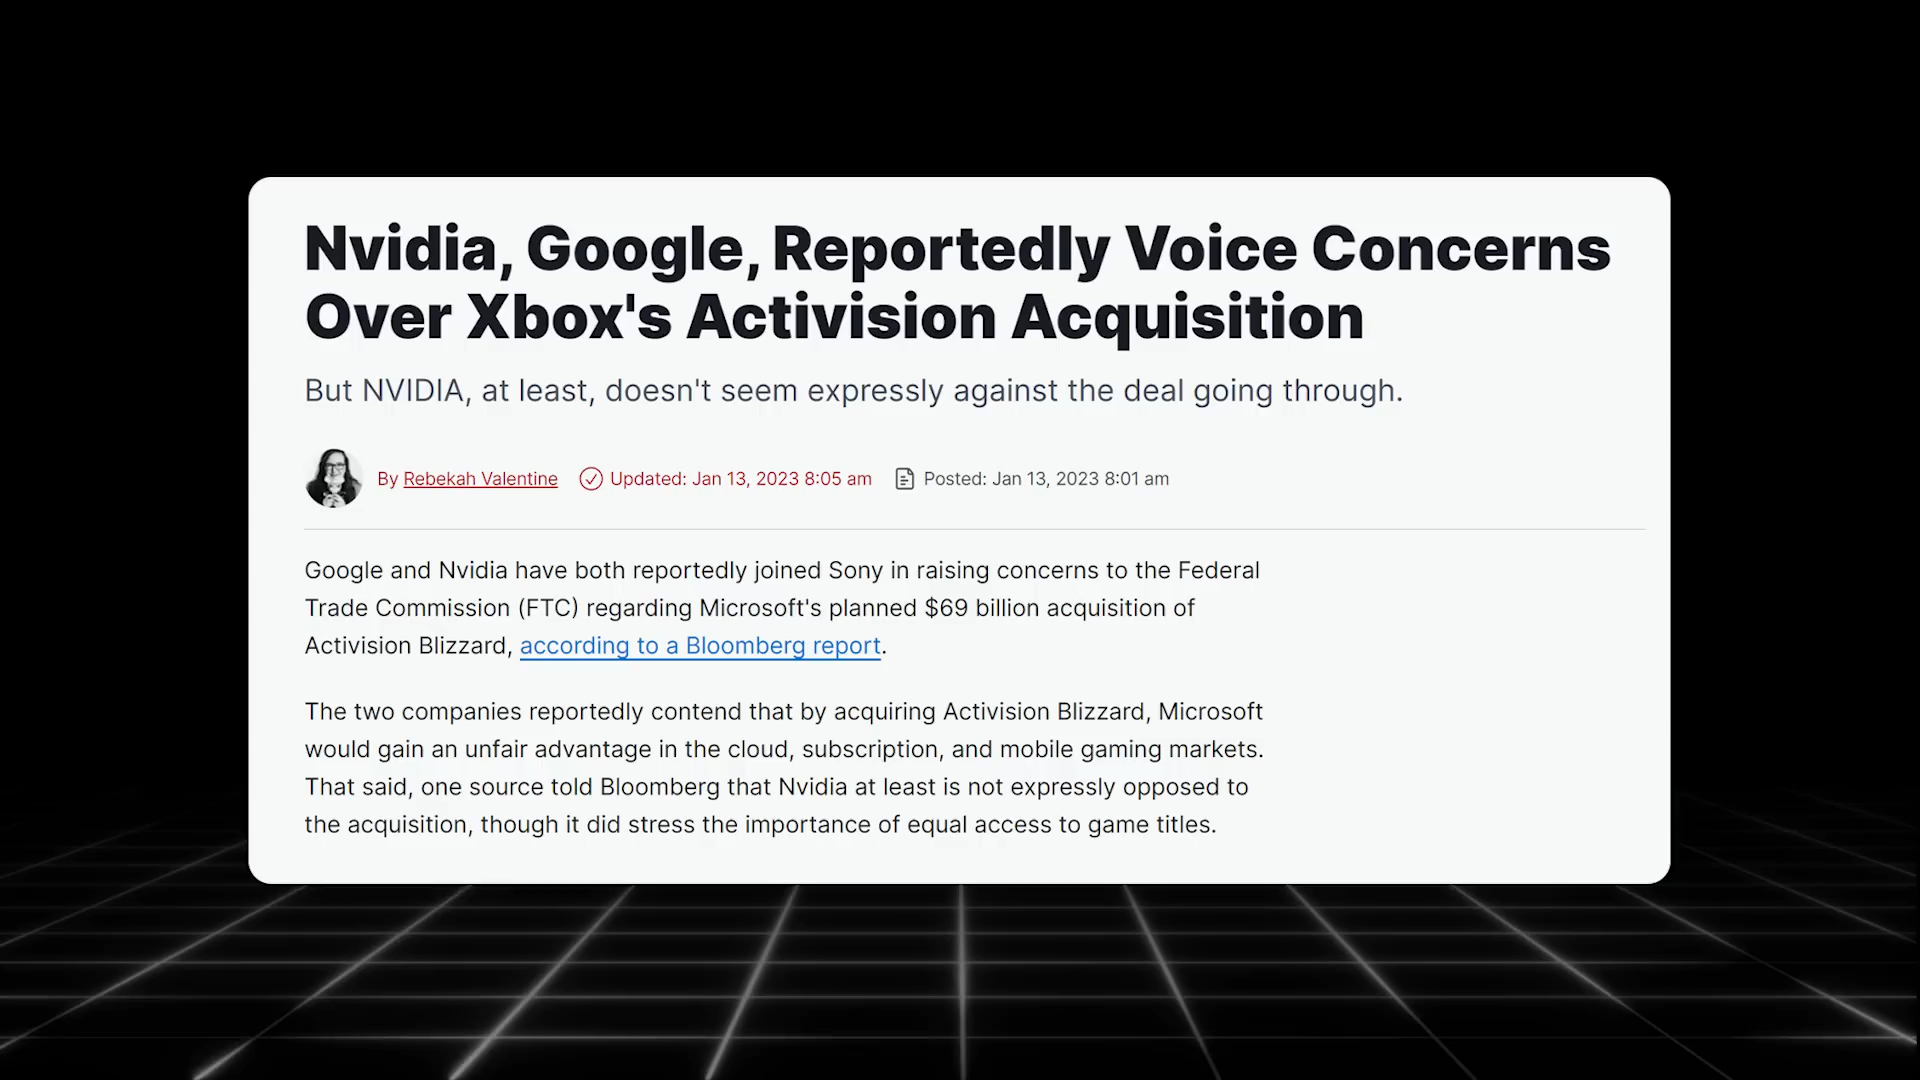 Nvidia, Google, Reportedly Voice Concerns
Over Xbox's Activision Acquisition
But NVIDIA, at least, doesn't seem expressly against the deal going through.
By Rebekah Valentine Updated: Jan 13, 2023 8:05 am Posted: Jan 13, 2023 8:01 am
Google and Nvidia have both reportedly joined Sony in raising concerns to the Federal
Trade Commission (FTC) regarding Microsoft's planned $69 billion acquisition of
Activision Blizzard, according to a Bloomberg report.
The two companies reportedly contend that by acquiring Activision Blizzard, Microsoft
would gain an unfair advantage in the cloud, subscription, and mobile gaming markets.
That said, one source told Bloomberg that Nvidia at least is not expressly opposed to
the acquisition, though it did stress the importance of equal access to game titles.